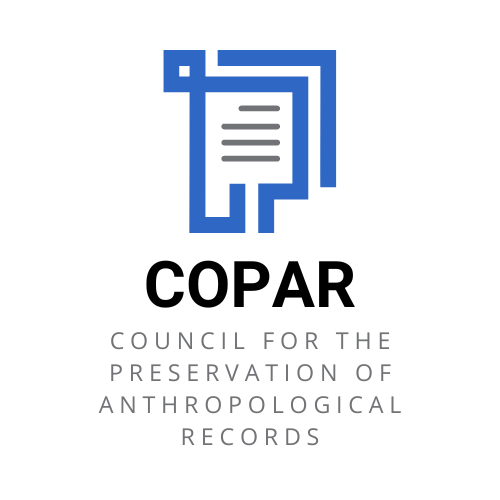 COPAR
COUNCIL FOR THE
PRESERVATION OF
ANTHROPOLOGICAL
RECORDS